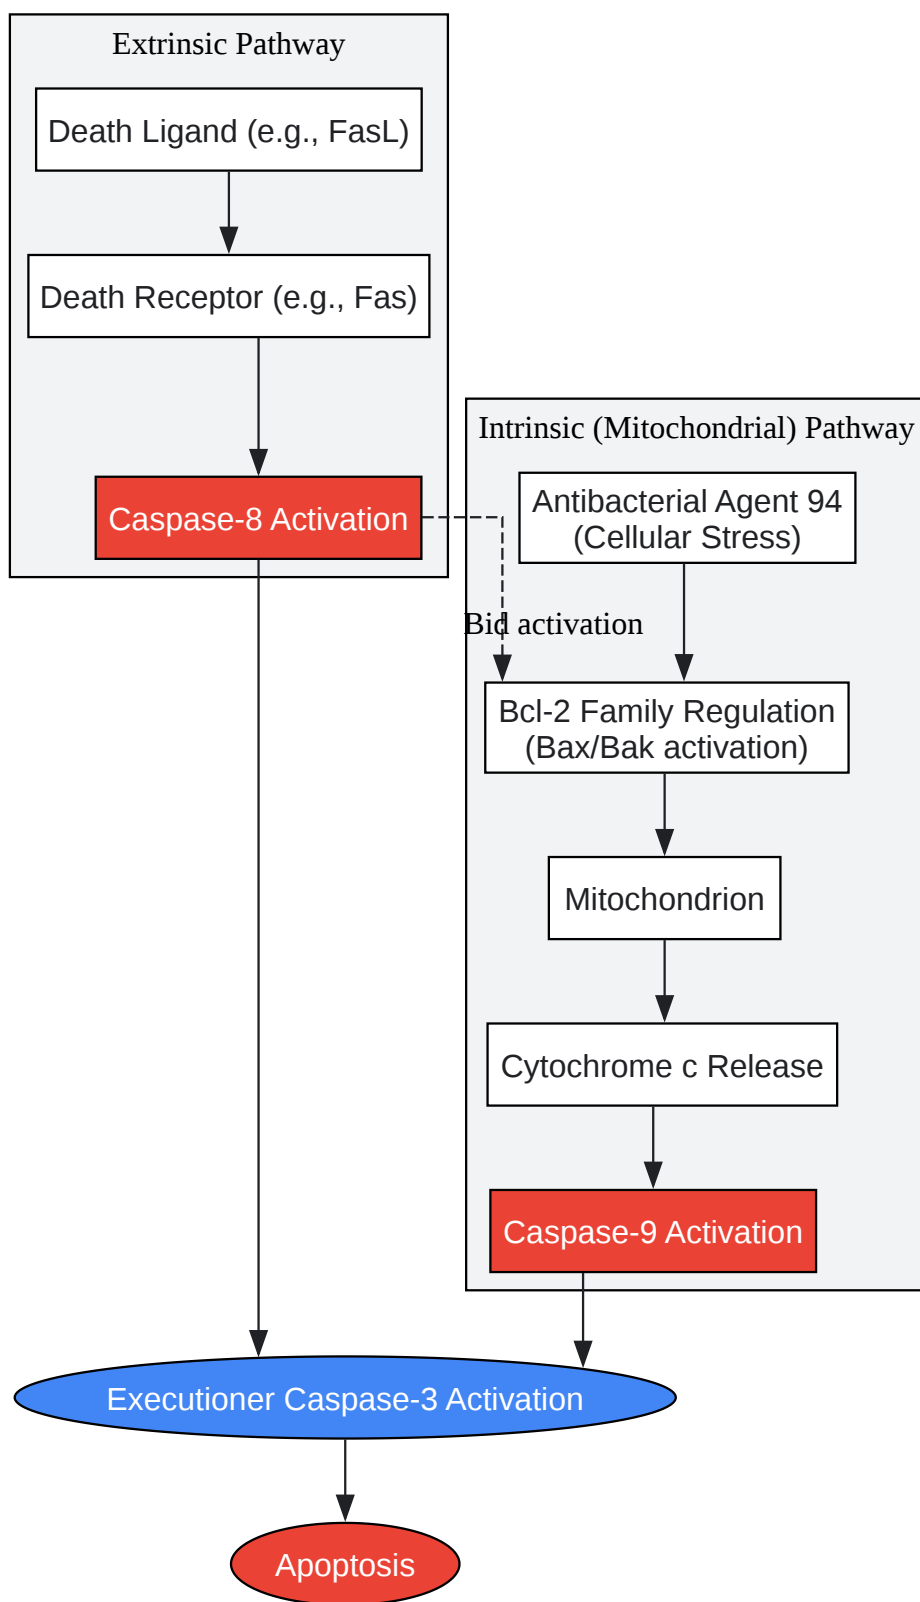 Extrinsic Pathway
Death Ligand (e.g., FasL)
Death Receptor (e.g., Fas)
Caspase-8 Activation
Intrinsic (Mitochondrial) Pathway
Antibacterial Agent 94
(Cellular Stress)
Bid activation
Bcl-2 Family Regulation
(Bax/Bak activation)
Mitochondrion
Cytochrome c Release
Caspase-9 Activation
Executioner Caspase-3 Activation
Apoptosis